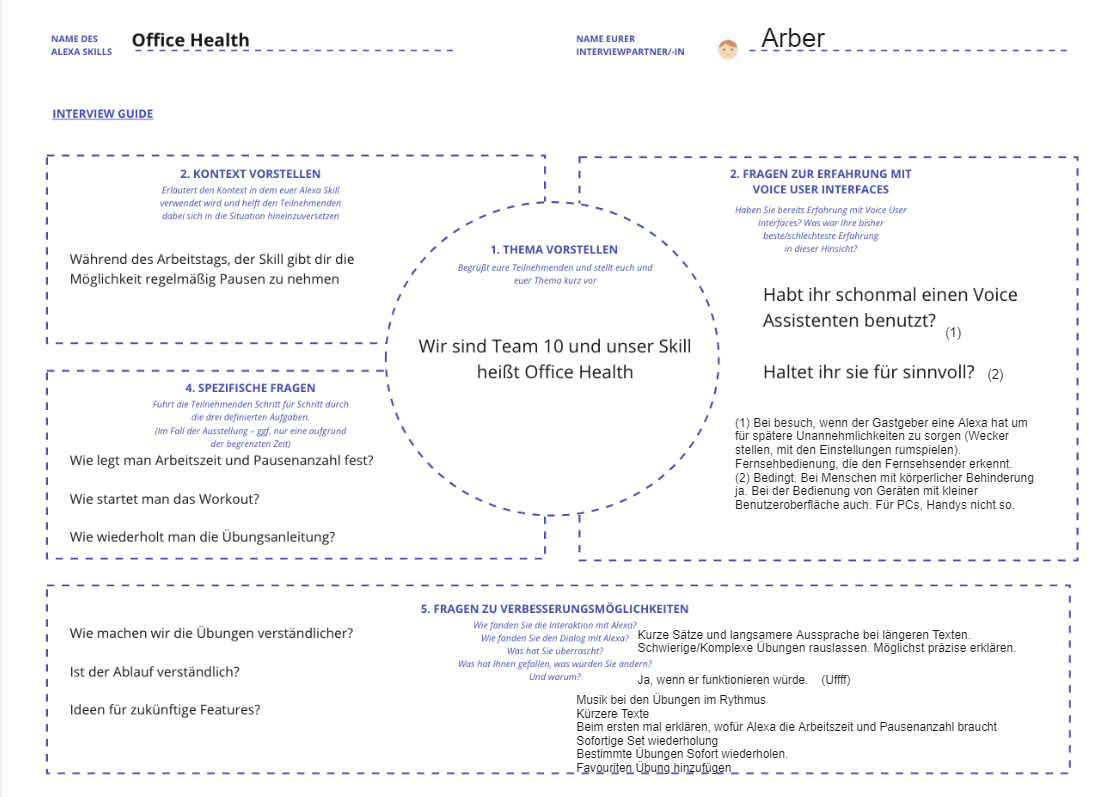 NAME DES
ALEXA SKILLS
Office Health
NAME EURER
INTERVIEWPARTNER/-IN
Arber
INTERVIEW GUIDE
2. KONTEXT VORSTELLEN
Erläutert den Kontext in dem euer Alexa Skill
verwendet wird und helft den Teilnehmenden
dabei sich in die Situation hineinzuversetzen
Während des Arbeitstags, der Skill gibt dir die
Möglichkeit regelmäßig Pausen zu nehmen
1. THEMA VORSTELLEN
Begrüßt eure Teilnehmenden und stellt euch und
euer Thema kurz vor
Wir sind Team 10 und unser Skill
heißt Office Health
2. FRAGEN ZUR ERFAHRUNG MIT
VOICE USER INTERFACES
Haben Sie bereits Erfahrung mit Voice User
Interfaces? Was war Ihre bisher
beste/schlechteste Erfahrung
in dieser Hinsicht?
Habt ihr schonmal einen Voice
Assistenten benutzt?
(1)
Haltet ihr sie für sinnvoll? (2)
(1) Bei besuch, wenn der Gastgeber eine Alexa hat um
für spätere Unannehmlichkeiten zu sorgen (Wecker
stellen, mit den Einstellungen rumspielen).
Fernsehbedienung, die den Fernsehsender erkennt.
(2) Bedingt. Bei Menschen mit körperlicher Behinderung
ja. Bei der Bedienung von Geräten mit kleiner
Benutzeroberfläche auch. Für PCs, Handys nicht so.
4. SPEZIFISCHE FRAGEN
Führt die Teilnehmenden Schritt für Schritt durch
die drei definierten Aufgaben.
(Im Fall der Ausstellung – ggf. nur eine aufgrund
der begrenzten Zeit)
Wie legt man Arbeitszeit und Pausenanzahl fest?
Wie startet man das Workout?
Wie wiederholt man die Übungsanleitung?
5. FRAGEN ZU VERBESSERUNGSMÖGLICHKEITEN
Wie fanden Sie die Interaktion mit Alexa?
Wie fanden Sie den Dialog mit Alexa?
Was hat Sie überrascht?
Was hat Ihnen gefallen, was würden Sie ändern?
Und warum?
Wie machen wir die Übungen verständlicher?
Ist der Ablauf verständlich?
Ideen für zukünftige Features?
Kurze Sätze und langsamere Aussprache bei längeren Texten.
Schwierige/Komplexe Übungen rauslassen. Möglichst präzise erklären.
Ja, wenn er funktionieren würde. (Uffff)
Musik bei den Übungen im Rythmus
Kürzere Texte
Beim ersten mal erklären, wofür Alexa die Arbeitszeit und Pausenanzahl braucht
Sofortige Set wiederholung
Bestimmte Übungen Sofort wiederholen.
Favouriten Übung hinzufügen